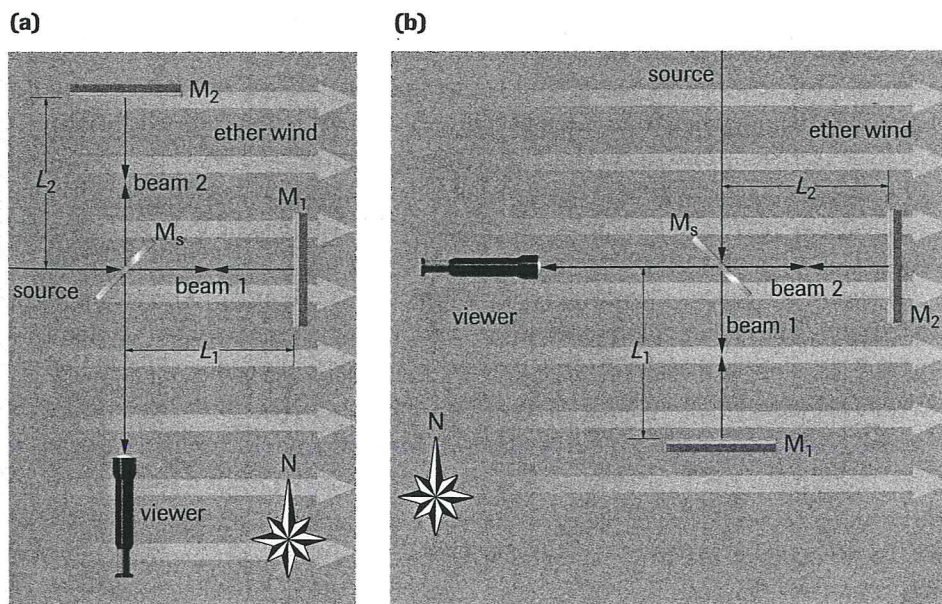 (a)
M2
ether wind
L2
beam 2
M1
Ms
source
beam 1
L1
N
viewer
(b)
source
ether wind
L2
Ms
viewer
beam 2
M2
beam 1
L1
N
M1